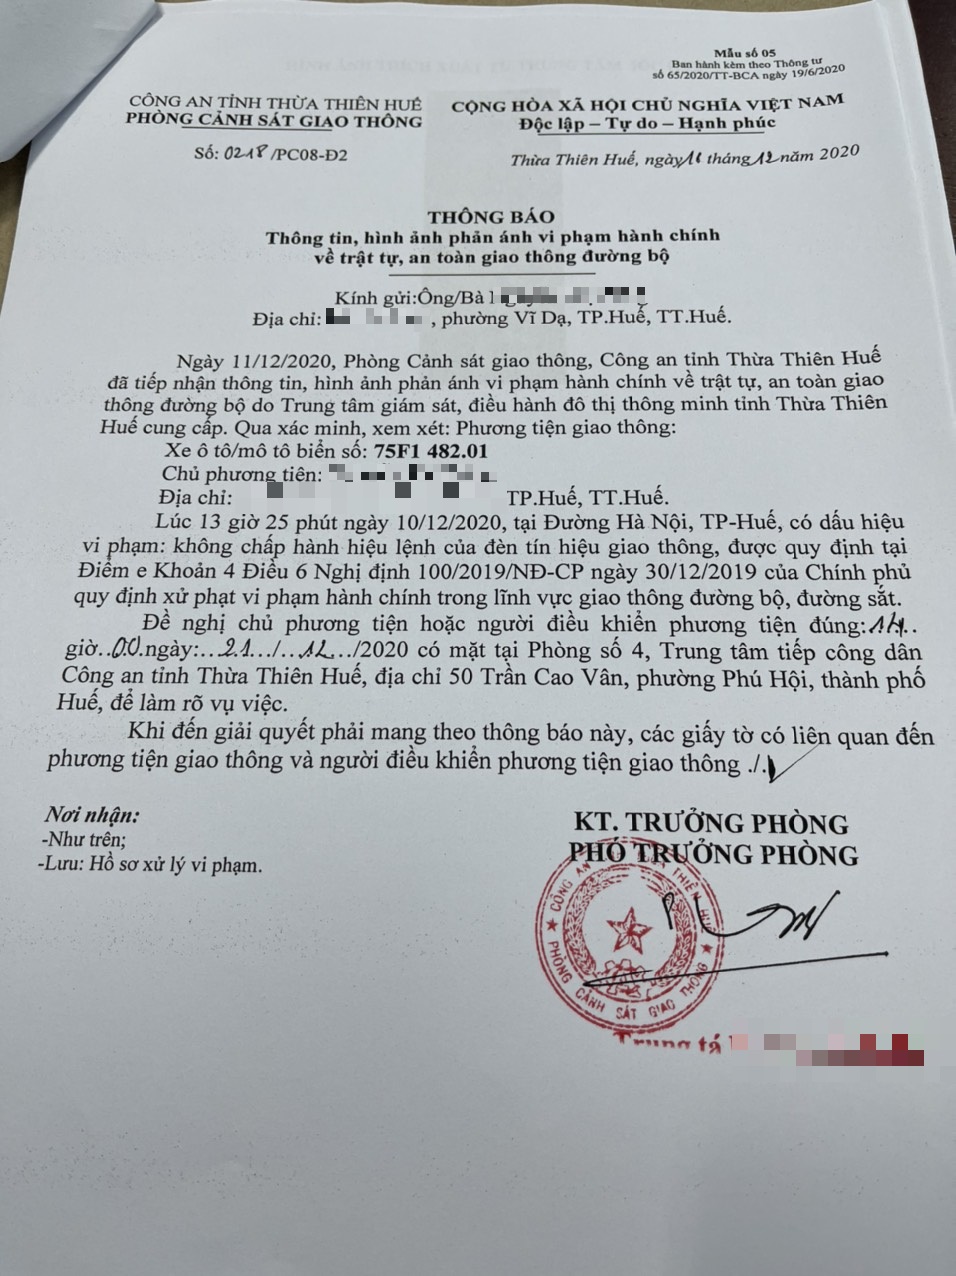 Mẫu số 05
Ban hành kèm theo Thông tư
số 65/2020/TT-BCA ngày 19/6/2020
CÔNG AN TỈNH THỪA THIÊN HUẾ
PHÒNG CẢNH SÁT GIAO THÔNG
CỘNG HÒA XÃ HỘI CHỦ NGHĨA VIỆT NAM
Độc lập – Tự do – Hạnh phúc
Số: 0218/PC08-Đ2
Thừa Thiên Huế, ngày 11 tháng 12 năm 2020
THÔNG BÁO
Thông tin, hình ảnh phản ánh vi phạm hành chính
về trật tự, an toàn giao thông đường bộ
Kính gửi:Ông/Bà
Địa chỉ: , phường Vĩ Dạ, TP.Huế, TT.Huế.
Ngày 11/12/2020, Phòng Cảnh sát giao thông, Công an tỉnh Thừa Thiên Huế
đã tiếp nhận thông tin, hình ảnh phản ánh vi phạm hành chính về trật tự, an toàn giao
thông đường bộ do Trung tâm giám sát, điều hành đô thị thông minh tỉnh Thừa Thiên
Huế cung cấp. Qua xác minh, xem xét: Phương tiện giao thông:
Xe ô tô/mô tô biển số: 75F1 482.01
Chủ phương tiên:
Địa chỉ: TP.Huế, TT.Huế.
Lúc 13 giờ 25 phút ngày 10/12/2020, tại Đường Hà Nội, TP-Huế, có dấu hiệu
vi phạm: không chấp hành hiệu lệnh của đèn tín hiệu giao thông, được quy định tại
Điểm e Khoản 4 Điều 6 Nghị định 100/2019/NĐ-CP ngày 30/12/2019 của Chính phủ
quy định xử phạt vi phạm hành chính trong lĩnh vực giao thông đường bộ, đường sắt.
Đề nghị chủ phương tiện hoặc người điều khiển phương tiện đúng:.14..
giờ..00.ngày:...21.../...12.../2020 có mặt tại Phòng số 4, Trung tâm tiếp công dân
Công an tỉnh Thừa Thiên Huế, địa chỉ 50 Trần Cao Vân, phường Phú Hội, thành phố
Huế, để làm rõ vụ việc.
Khi đến giải quyết phải mang theo thông báo này, các giấy tờ có liên quan đến
phương tiện giao thông và người điều khiển phương tiện giao thông ./.
Nơi nhận:
-Như trên;
-Lưu: Hồ sơ xử lý vi phạm.
KT. TRƯỞNG PHÒNG
PHÓ TRƯỞNG PHÒNG
CÔNG AN THIÊN HUẾ
PHÒNG CẢNH SÁT GIAO THÔNG
Trung tá